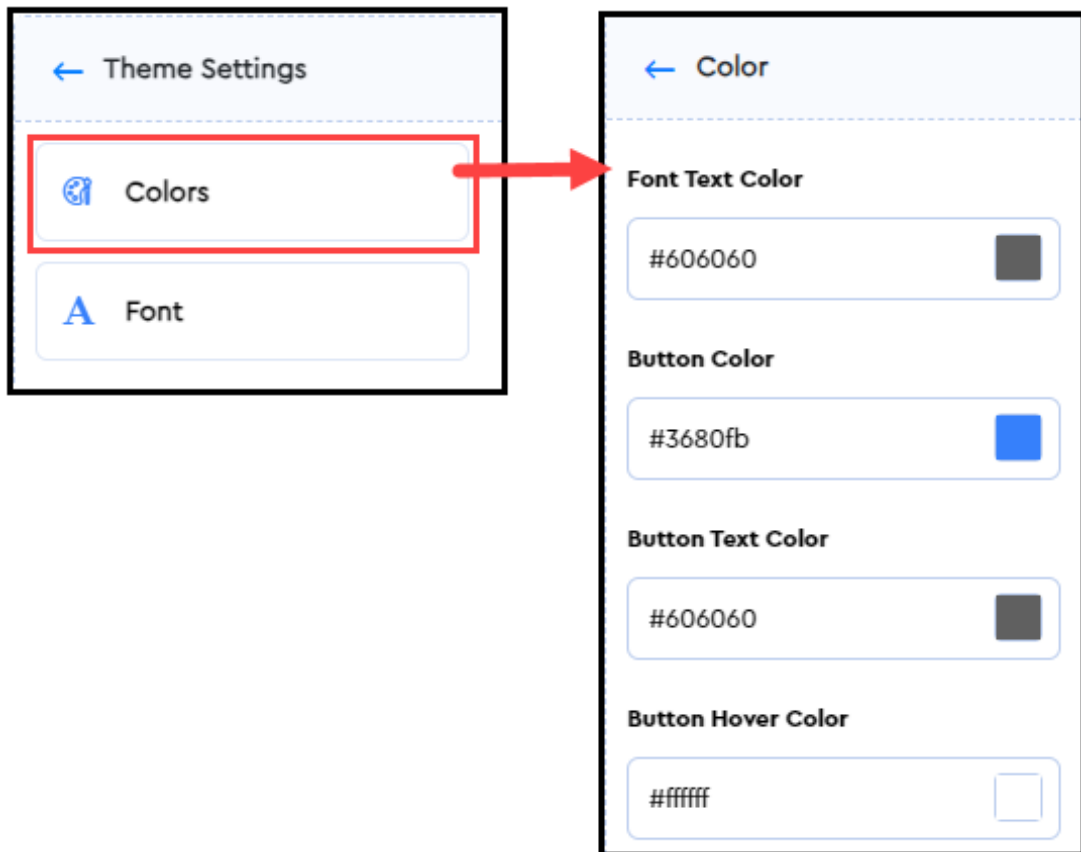 Theme Settings
Colors
Font
Color
Font Text Color
#606060
Button Color
#3680fb
Button Text Color
#606060
Button Hover Color
#ffffff